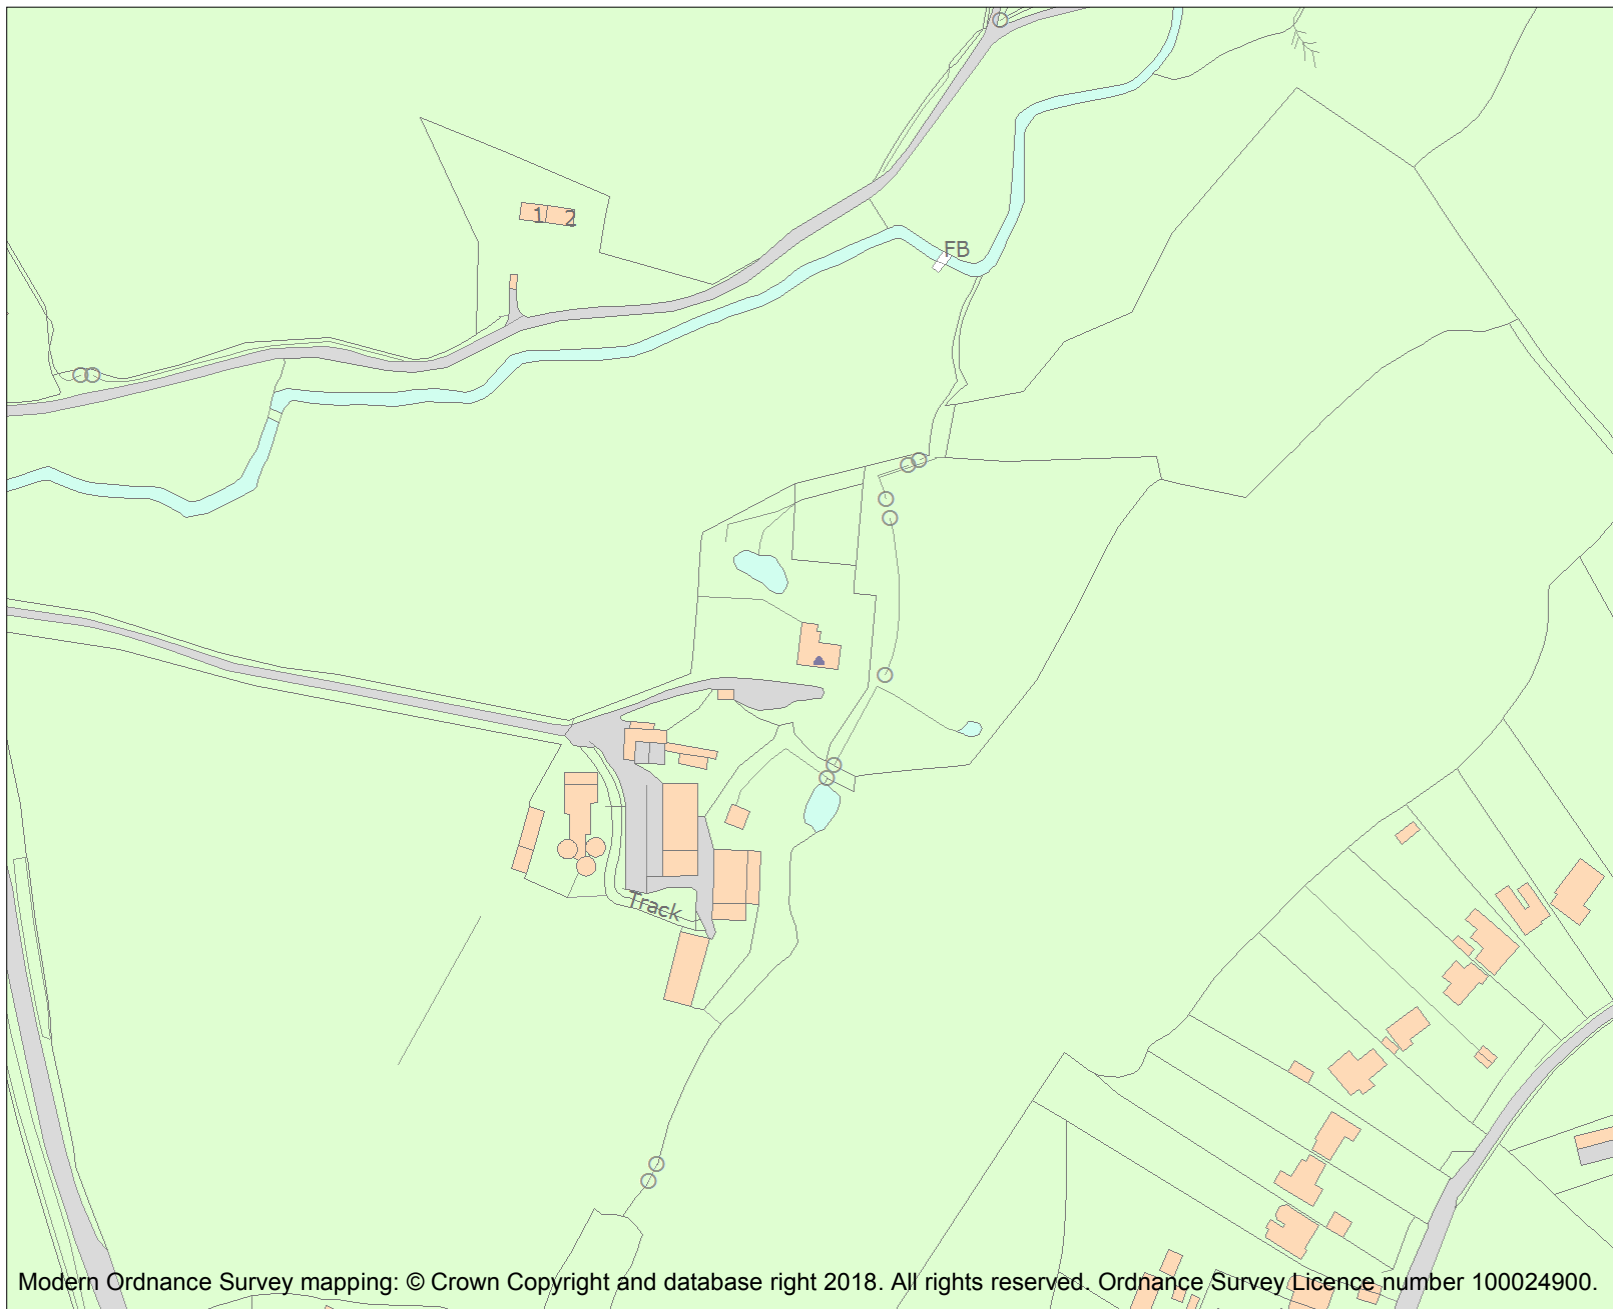 1 2
FB
Track
Modern Ordnance Survey mapping: © Crown Copyright and database right 2018. All rights reserved. Ordnance Survey Licence number 100024900.